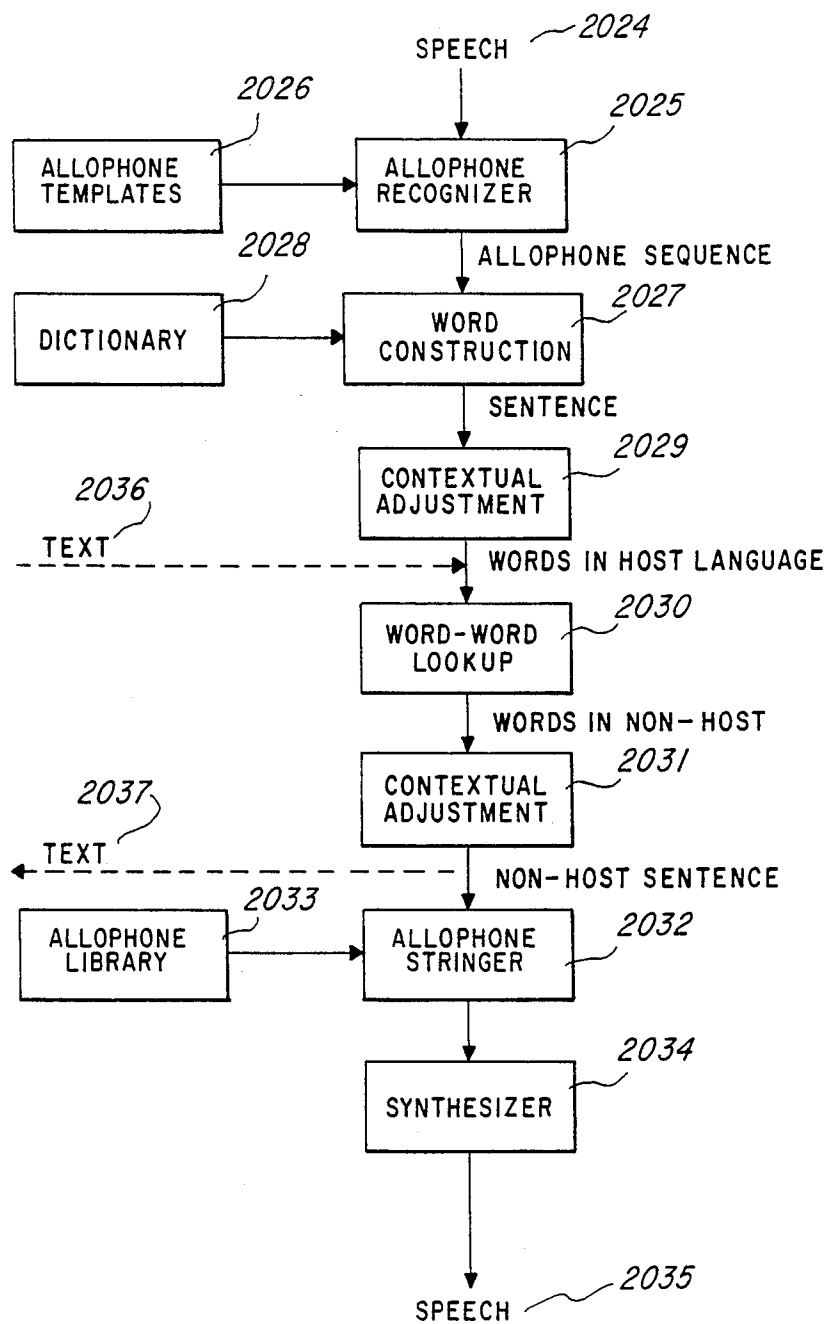 2024
SPEECH
2026
2025
ALLOPHONE
TEMPLATES
ALLOPHONE
RECOGNIZER
2028
ALLOPHONE SEQUENCE
2027
DICTIONARY
WORD
CONSTRUCTION
SENTENCE
2029
CONTEXTUAL
ADJUSTMENT
2036
TEXT
WORDS IN HOST LANGUAGE
2030
WORD-WORD
LOOKUP
WORDS IN NON-HOST
2031
CONTEXTUAL
ADJUSTMENT
2037
TEXT
NON-HOST SENTENCE
2033
2032
ALLOPHONE
LIBRARY
ALLOPHONE
STRINGER
2034
SYNTHESIZER
2035
SPEECH